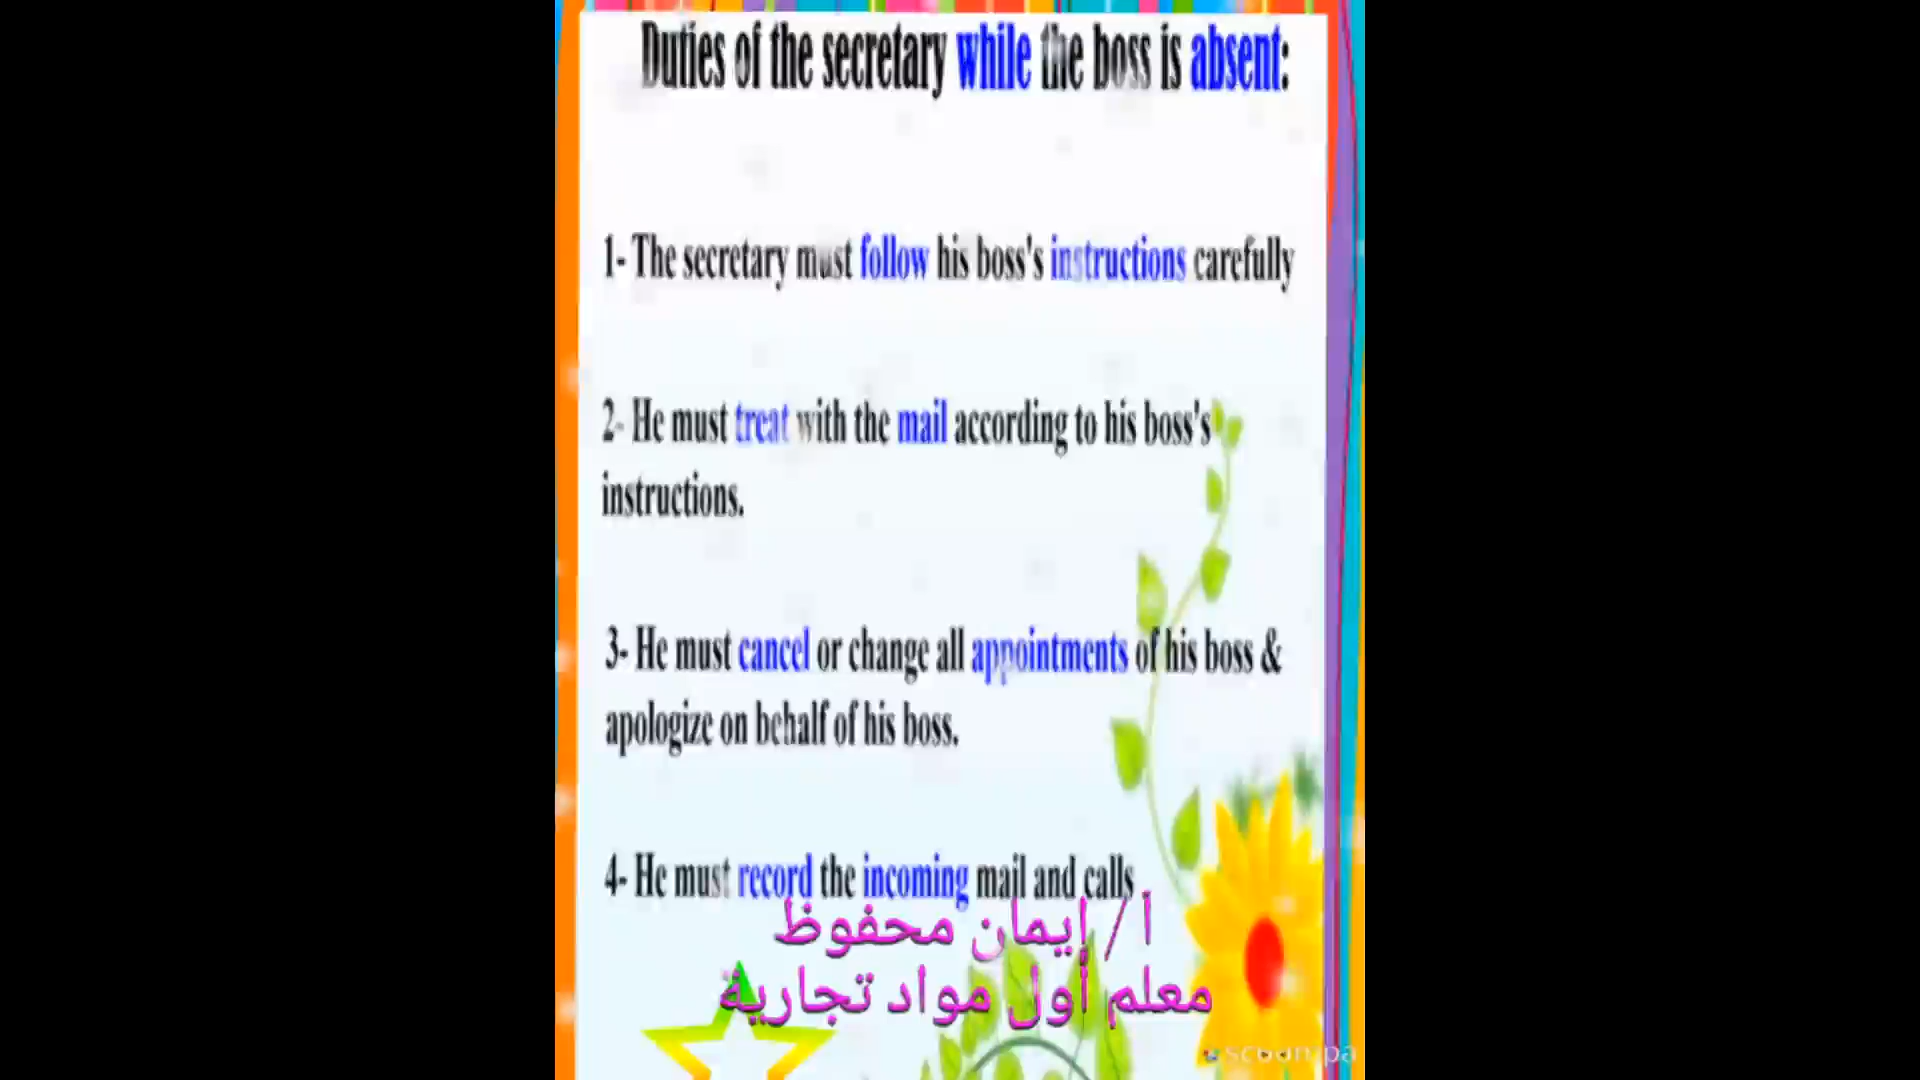 Duties of the secretary while the boss is absent:
1- The secretary must follow his boss's instructions carefully
2- He must treat with the mail according to his boss's
instructions.
3- He must cancel or change all appointments of his boss &
apologize on behalf of his boss.
4- He must record the incoming mail and calls
أ / إيمان محفوظ
معلم أول مواد تجارية